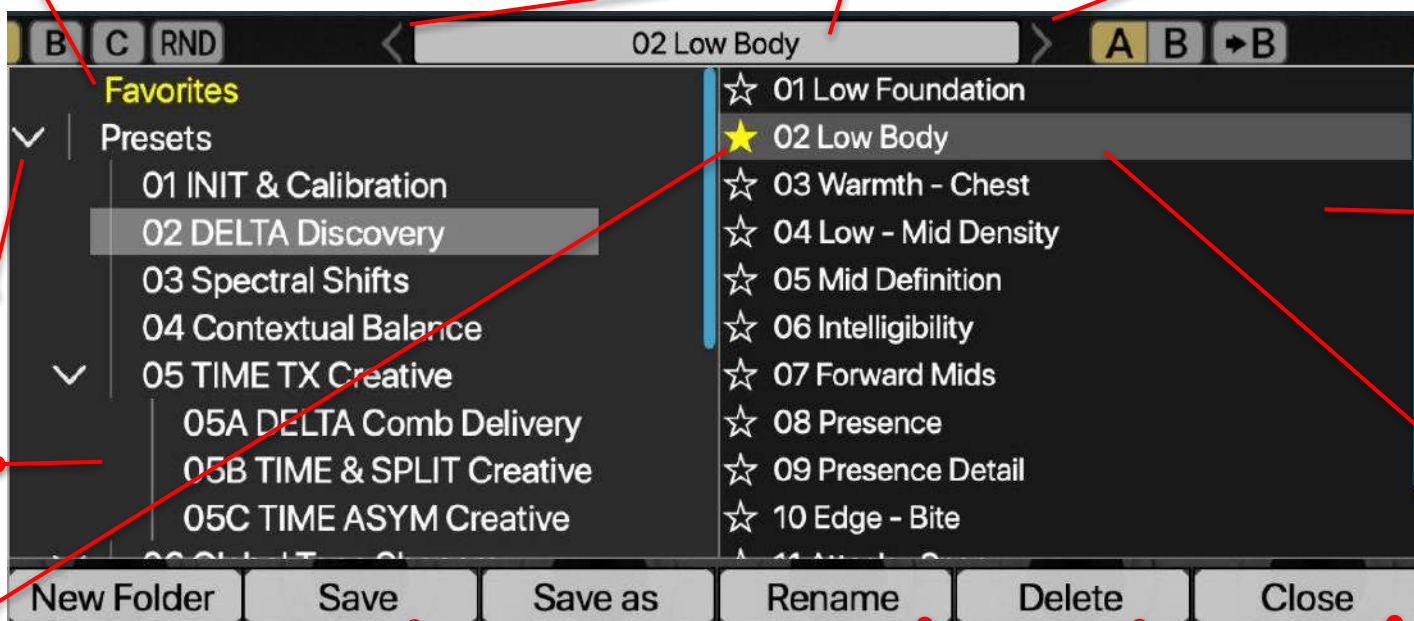 B C RND 02 Low Body A B →B
Favorites
Presets
01 INIT & Calibration
02 DELTA Discovery
03 Spectral Shifts
04 Contextual Balance
05 TIME TX Creative
05A DELTA Comb Delivery
05B TIME & SPLIT Creative
05C TIME ASYM Creative
01 Low Foundation
02 Low Body
03 Warmth - Chest
04 Low - Mid Density
05 Mid Definition
06 Intelligibility
07 Forward Mids
08 Presence
09 Presence Detail
10 Edge - Bite
New Folder Save Save as Rename Delete Close